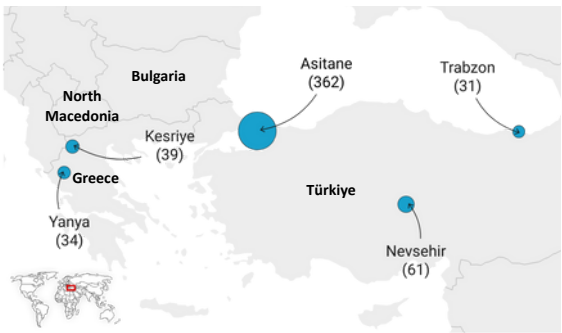 Bulgaria
Asitane
(362)
Trabzon
(31)
North
Macedonia
Kesriye
(39)
Greece
Türkiye
Yanya
(34)
Nevsehir
(61)